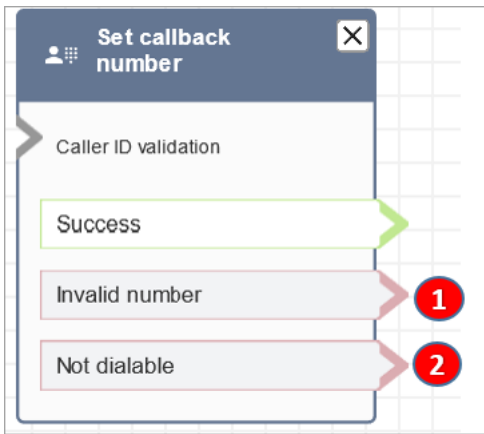 Set callback
number
Caller ID validation
Success
Invalid number
1
Not dialable
2